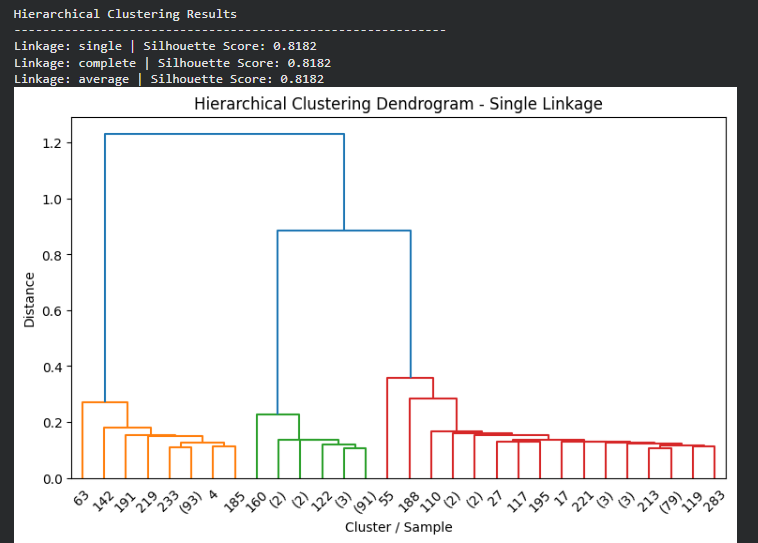 Hierarchical Clustering Results
------------------------------------------------------------
Linkage: single | Silhouette Score: 0.8182
Linkage: complete | Silhouette Score: 0.8182
Linkage: average | Silhouette Score: 0.8182
Hierarchical Clustering Dendrogram - Single Linkage
1.2
1.0
0.8
0.6
0.4
0.2
0.0
Distance
63 142 191 219 233 (93) 4 185 160 (2) (2) 122 (3) (91) 55 188 110 (2) (2) 27 117 195 17 221 (3) (3) 213 (79) 119 283
Cluster / Sample